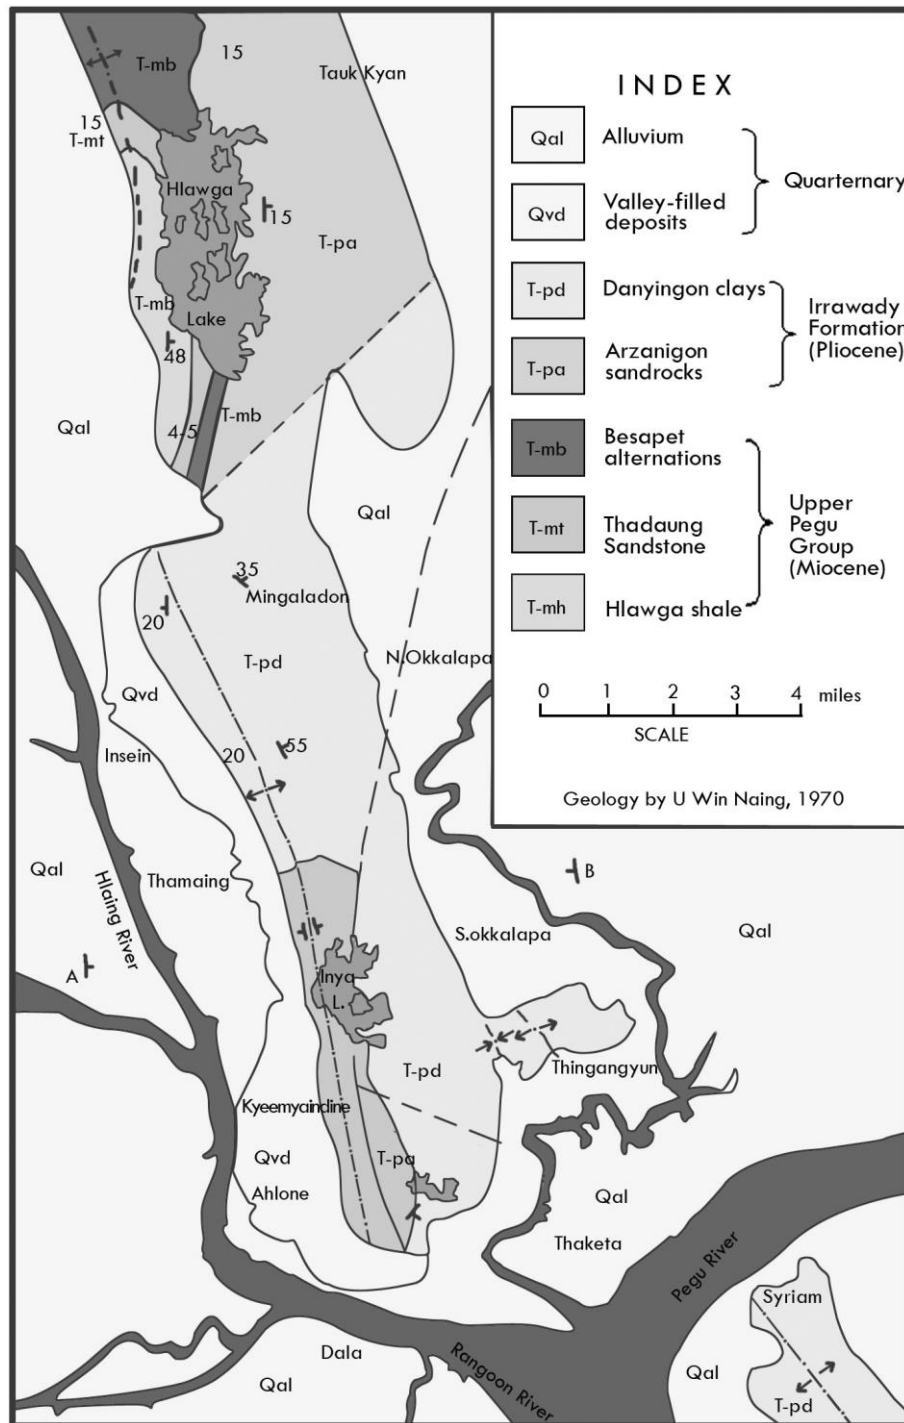 T-mb
15
Tauk Kyan
15
T-mt
Hlawga
15
T-pa
T-mb
Lake
48
T-mb
4-5
Qal
Qal
35
Mingaladon
20
T-pd
N.Okkalapa
Qvd
Insein
20
55
Qal
Thamaing
Hlaing River
B
S.okkalapa
Qal
A
Inya
L.
T-pd
Thingangyun
Kyeemyaindine
T-pa
Qvd
Ahlone
Qal
Thaketa
Pegu River
Syriam
Dala
Rangoon River
Qal
Qal
T-pd
INDEX
Qal Alluvium
Quarternary
Qvd Valley-filled
deposits
T-pd Danyingon clays
Irrawady
Formation
(Pliocene)
T-pa Arzanigon
sandrocks
T-mb Besapet
alternations
Upper
Pegu
Group
(Miocene)
T-mt Thadaung
Sandstone
T-mh Hlawga shale
0 1 2 3 4 miles
SCALE
Geology by U Win Naing, 1970